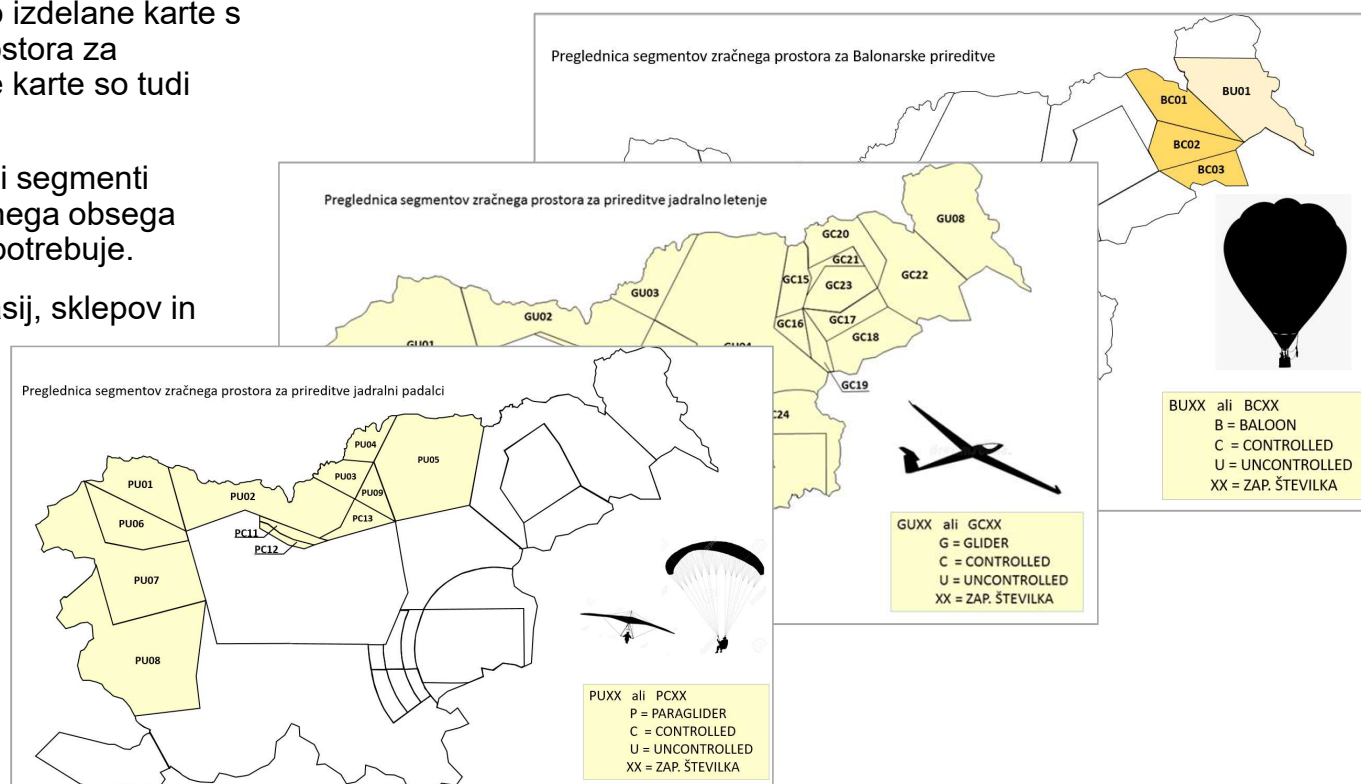 izdelane karte s
ostora za
e karte so tudi
i segmenti
nega obsega
potrebuje.
asij, sklepov in
Preglednica segmentov zračnega prostora za Balonarske prireditve
BU01
BC01
BC02
BC03
BUXX ali BCXX
B = BALOON
C = CONTROLLED
U = UNCONTROLLED
XX = ZAP. ŠTEVILKA
Preglednica segmentov zračnega prostora za prireditve jadralno letenje
GU08
GC20
GC21
GC22
GC15
GC23
GU03
GU02
GC16
GC17
GC18
GU01
GC19
C24
GUXX ali GCXX
G = GLIDER
C = CONTROLLED
U = UNCONTROLLED
XX = ZAP. ŠTEVILKA
Preglednica segmentov zračnega prostora za prireditve jadralni padalci
PU04
PU05
PU03
PU01
PU09
PU02
PC13
PU06
PC11
PC12
PU07
PU08
PUXX ali PCXX
P = PARAGLIDER
C = CONTROLLED
U = UNCONTROLLED
XX = ZAP. ŠTEVILKA